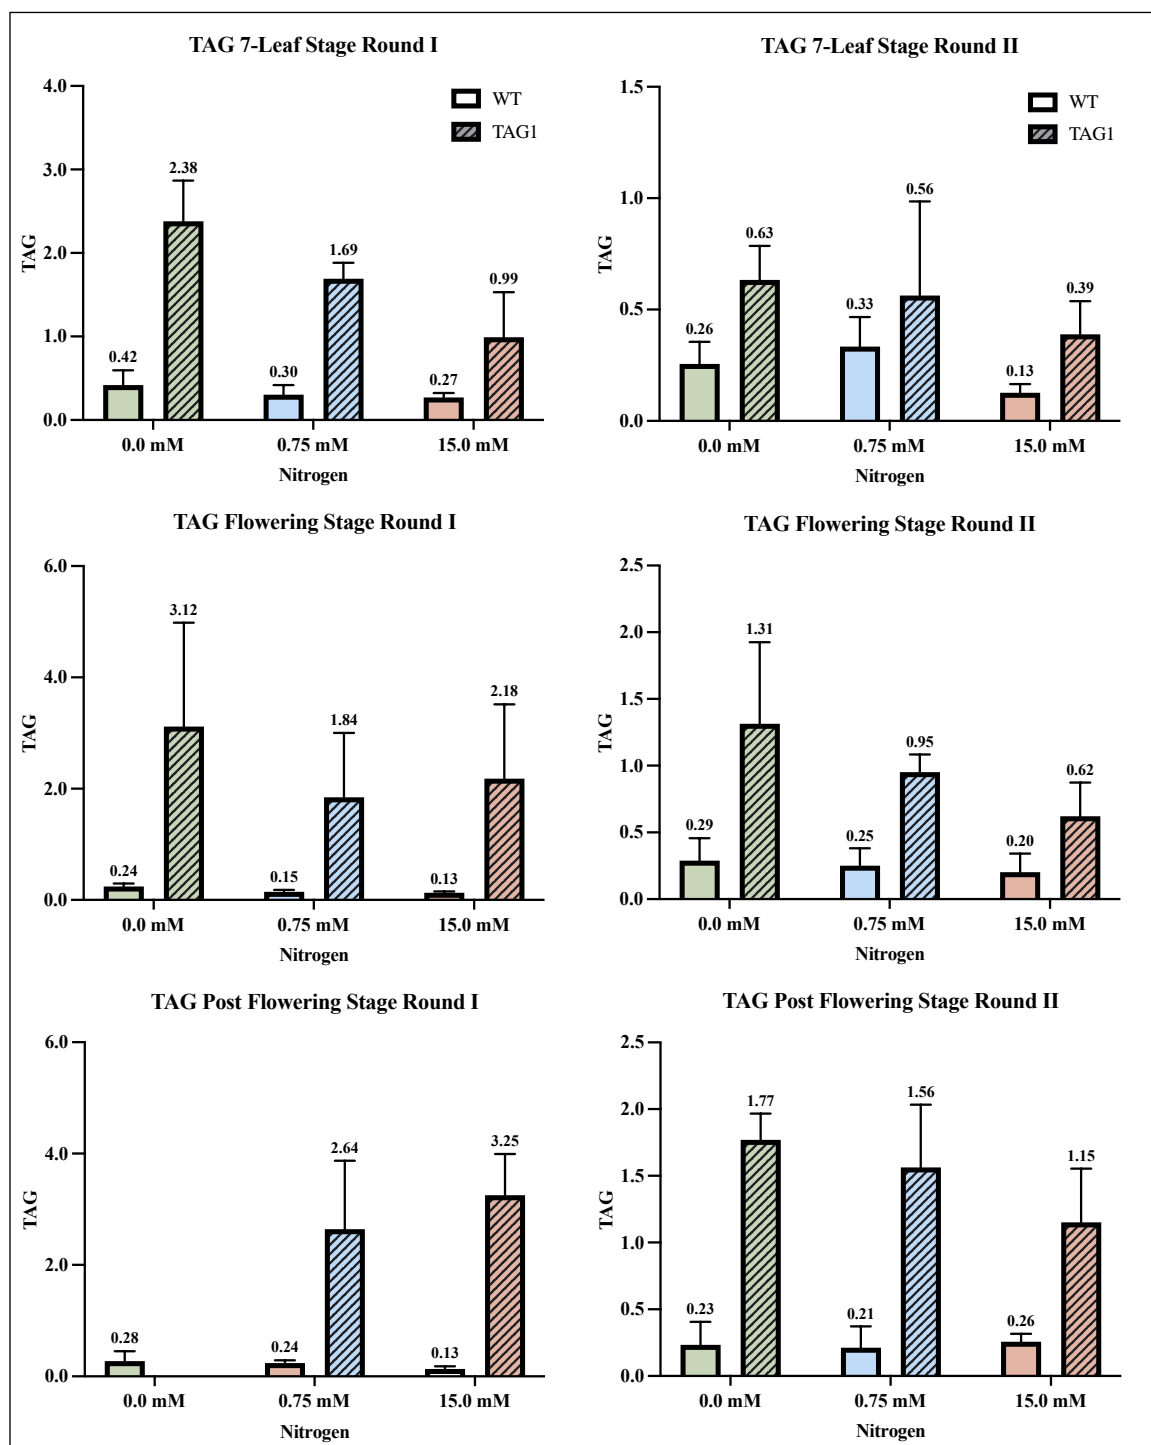 TAG 7-Leaf Stage Round I
4.0
3.0
2.0
1.0
0.0
TAG
WT
TAG1
0.42
2.38
0.30
1.69
0.27
0.99
0.0 mM
0.75 mM
15.0 mM
Nitrogen
TAG 7-Leaf Stage Round II
1.5
1.0
0.5
0.0
TAG
WT
TAG1
0.26
0.63
0.33
0.56
0.13
0.39
0.0 mM
0.75 mM
15.0 mM
Nitrogen
TAG Flowering Stage Round I
6.0
4.0
2.0
0.0
TAG
0.24
3.12
0.15
1.84
0.13
2.18
0.0 mM
0.75 mM
15.0 mM
Nitrogen
TAG Flowering Stage Round II
2.5
2.0
1.5
1.0
0.5
0.0
TAG
0.29
1.31
0.25
0.95
0.20
0.62
0.0 mM
0.75 mM
15.0 mM
Nitrogen
TAG Post Flowering Stage Round I
6.0
4.0
2.0
0.0
TAG
0.28
0.24
2.64
0.13
3.25
0.0 mM
0.75 mM
15.0 mM
Nitrogen
TAG Post Flowering Stage Round II
2.5
2.0
1.5
1.0
0.5
0.0
TAG
0.23
1.77
0.21
1.56
0.26
1.15
0.0 mM
0.75 mM
15.0 mM
Nitrogen